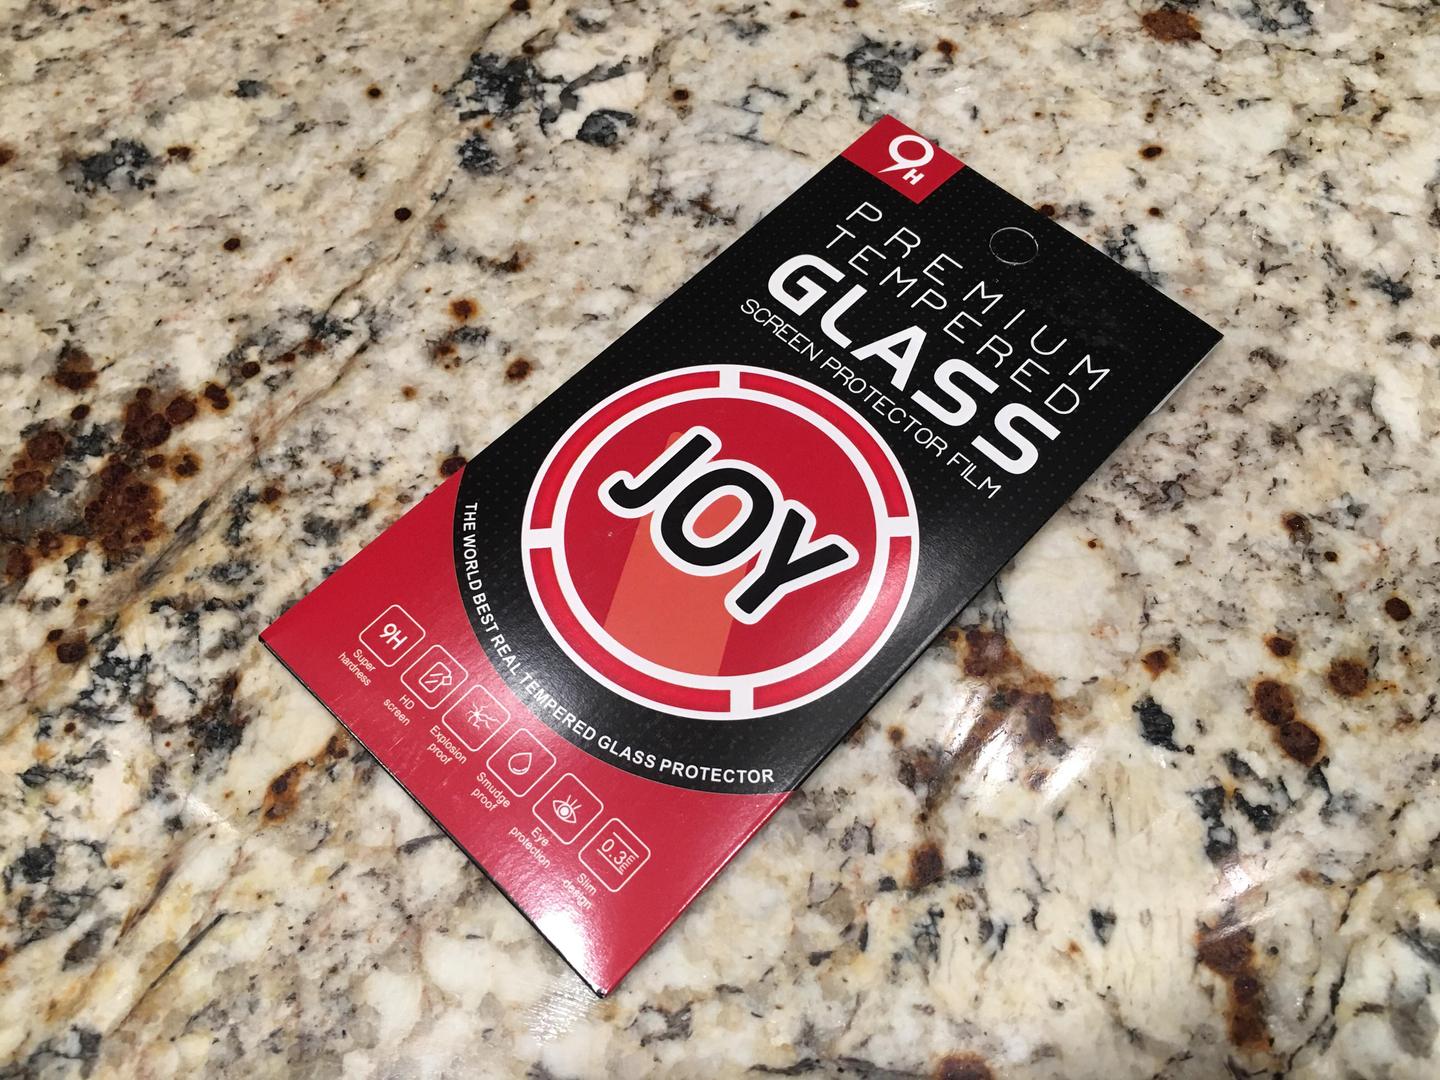 9H
PREMIUM
TEMPERED
GLASS
SCREEN PROTECTOR FILM
JOY
THE WORLD BEST REAL TEMPERED GLASS PROTECTOR
9H
Super
hardness
HD
screen
Explosion
proof
Smudge
proof
Eye
protection
0.3
Slim
design